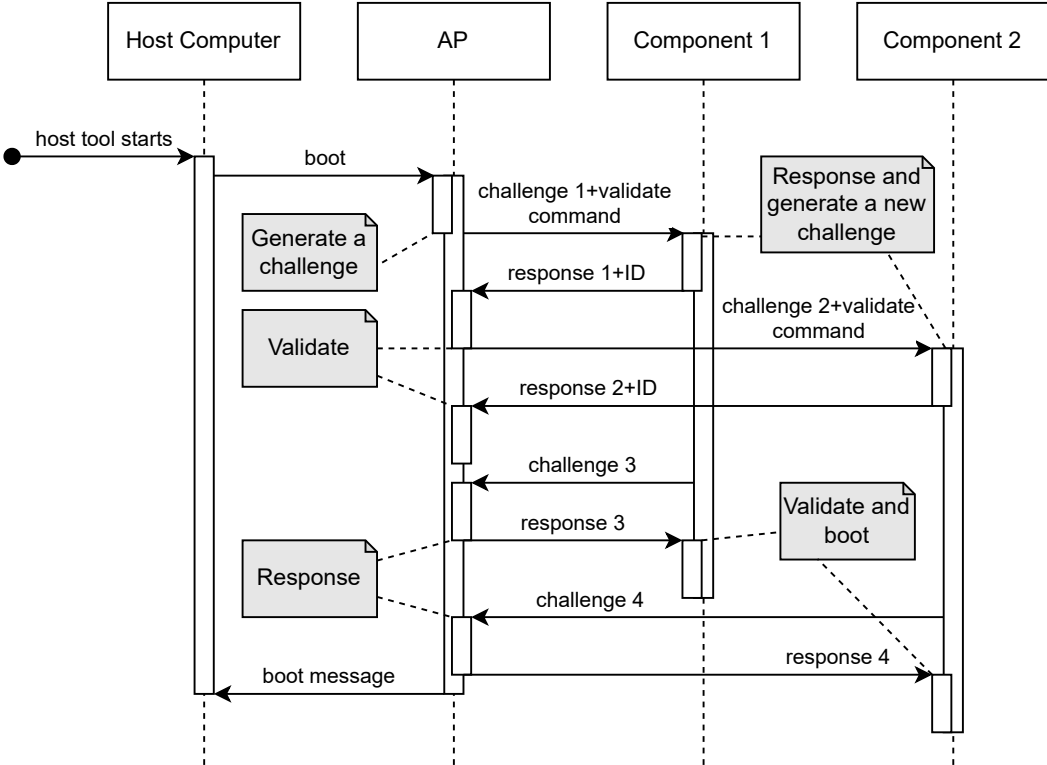 Host Computer
AP
Component 1
Component 2
host tool starts
boot
challenge 1+validate
command
Response and
generate a new
challenge
Generate a
challenge
response 1+ID
challenge 2+validate
command
Validate
response 2+ID
challenge 3
Validate and
boot
response 3
Response
challenge 4
response 4
boot message